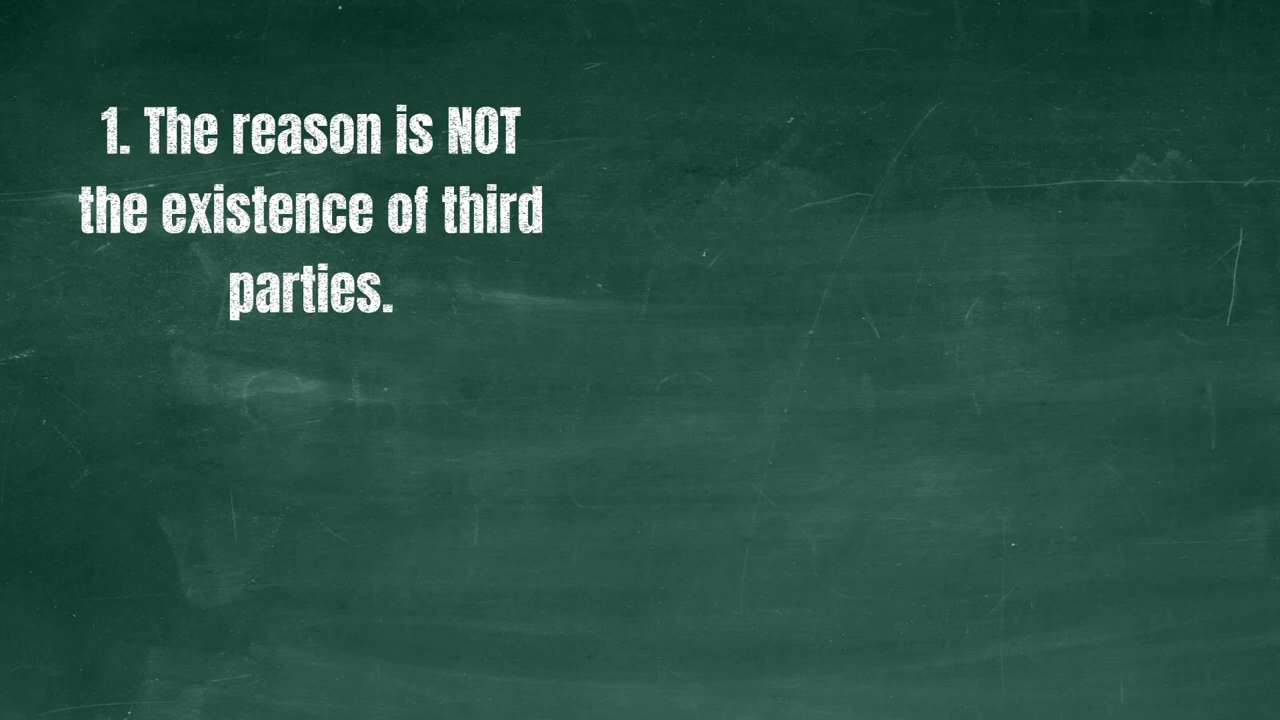 1. The reason is NOT
the existence of third
parties.